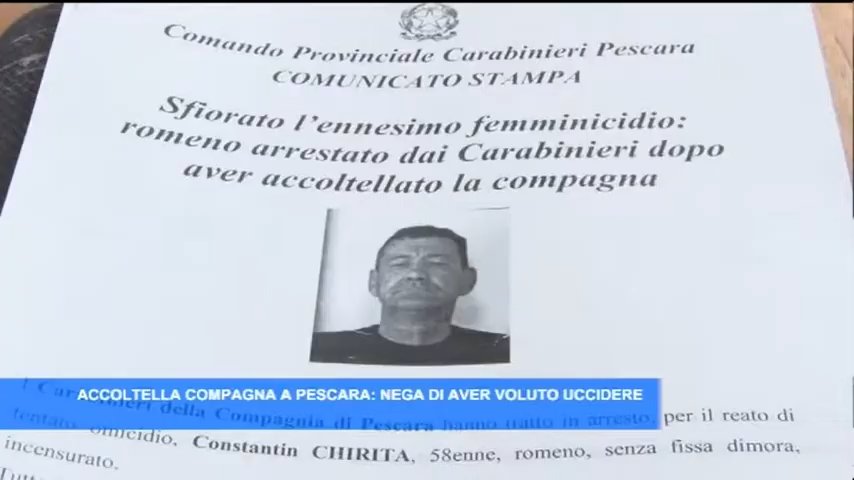 Comando Provinciale Carabinieri Pescara
COMUNICATO STAMPA
Sfiorato l'ennesimo femminicidio:
romeno arrestato dai Carabinieri dopo
aver accoltellato la compagna
ACCOLTELLA COMPAGNA A PESCARA: NEGA DI AVER VOLUTO UCCIDERE
I Carabinieri della Compagnia di Pescara hanno tratto in arresto, per il reato di
tentato omicidio, Constantin CHIRITA, 58enne, romeno, senza fissa dimora,
incensurato.